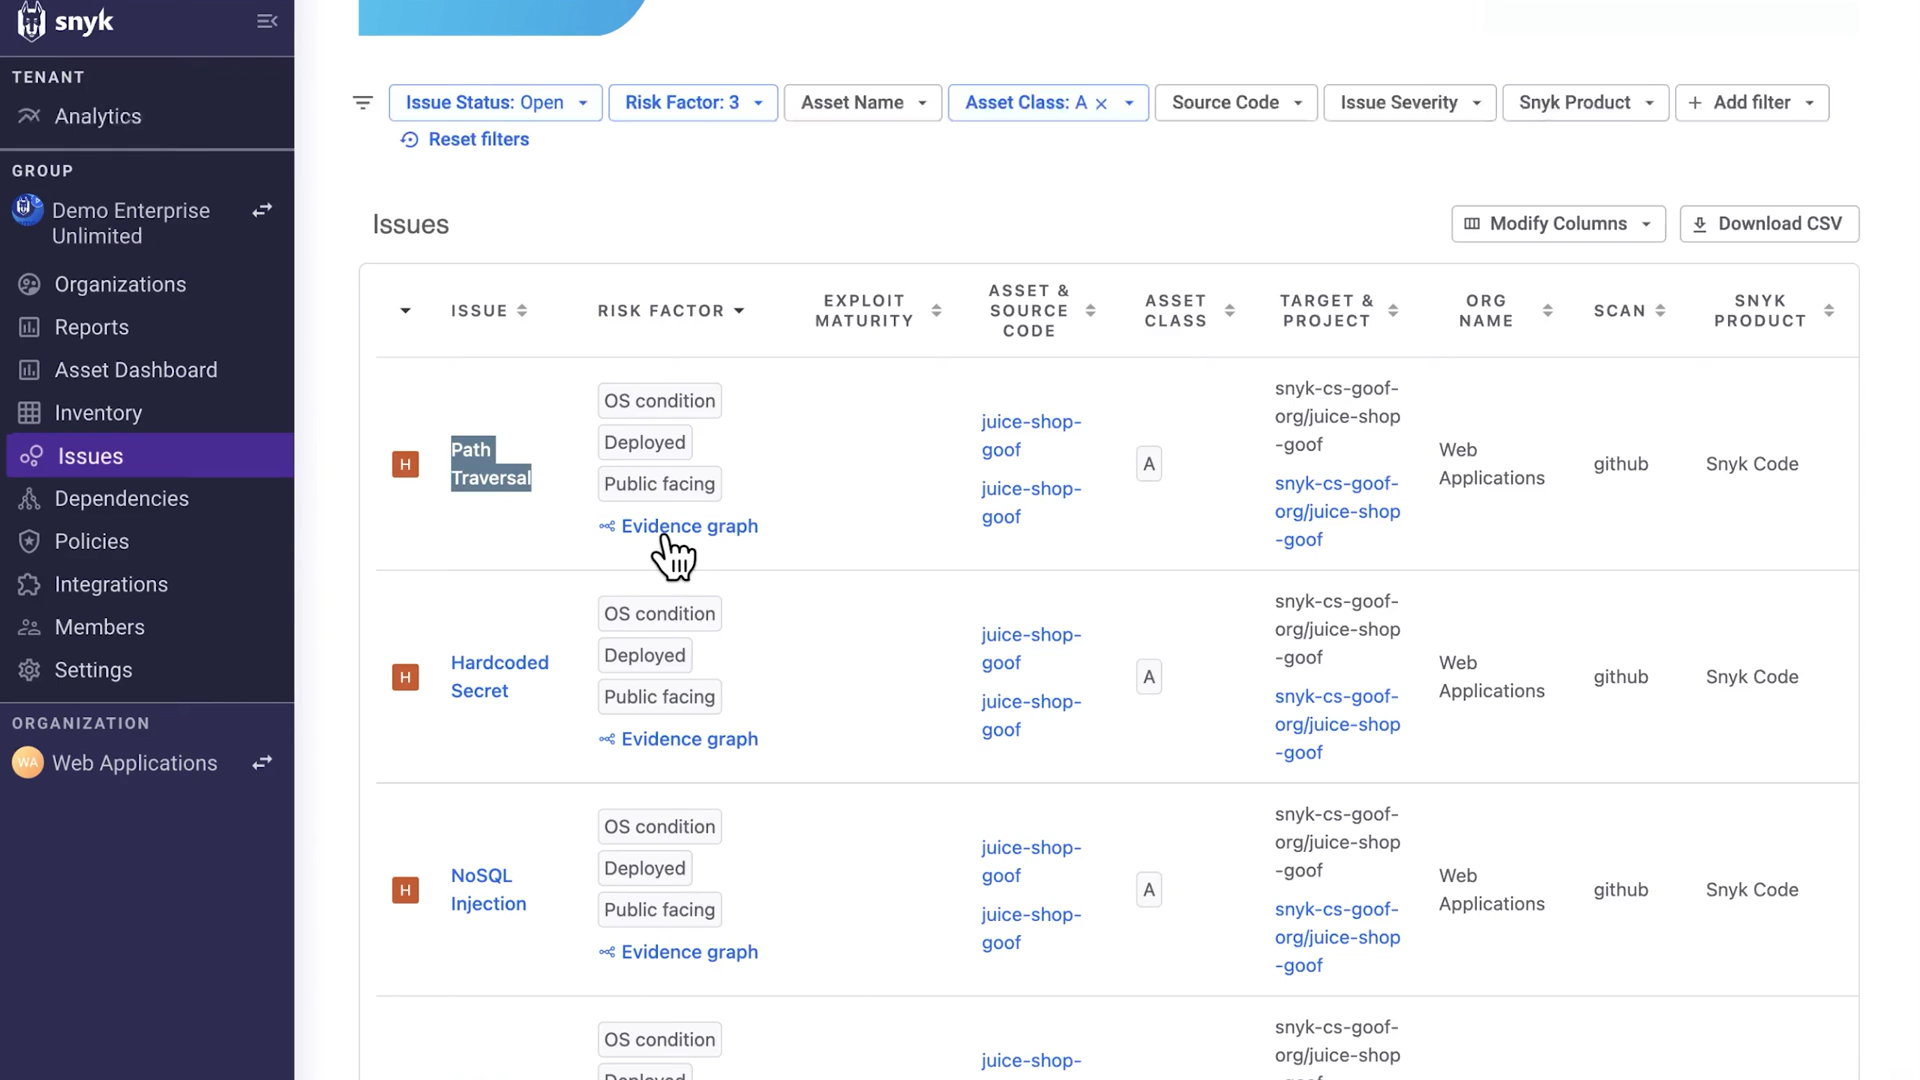 snyk
TENANT
Analytics
GROUP
Demo Enterprise
Unlimited
Organizations
Reports
Asset Dashboard
Inventory
Issues
Dependencies
Policies
Integrations
Members
Settings
ORGANIZATION
WA Web Applications
Issue Status: Open
Risk Factor: 3
Asset Name
Asset Class: A
Source Code
Issue Severity
Snyk Product
+ Add filter
Reset filters
Issues
Modify Columns
Download CSV
ISSUE
RISK FACTOR
EXPLOIT
MATURITY
ASSET &
SOURCE
CODE
ASSET
CLASS
TARGET &
PROJECT
ORG
NAME
SCAN
SNYK
PRODUCT
H
Path
Traversal
OS condition
Deployed
Public facing
Evidence graph
juice-shop-
goof
juice-shop-
goof
A
snyk-cs-goof-
org/juice-shop
-goof
snyk-cs-goof-
org/juice-shop
-goof
Web
Applications
github
Snyk Code
H
Hardcoded
Secret
OS condition
Deployed
Public facing
Evidence graph
juice-shop-
goof
juice-shop-
goof
A
snyk-cs-goof-
org/juice-shop
-goof
snyk-cs-goof-
org/juice-shop
-goof
Web
Applications
github
Snyk Code
H
NoSQL
Injection
OS condition
Deployed
Public facing
Evidence graph
juice-shop-
goof
juice-shop-
goof
A
snyk-cs-goof-
org/juice-shop
-goof
snyk-cs-goof-
org/juice-shop
-goof
Web
Applications
github
Snyk Code
OS condition
Deployed
juice-shop-
snyk-cs-goof-
org/juice-shop